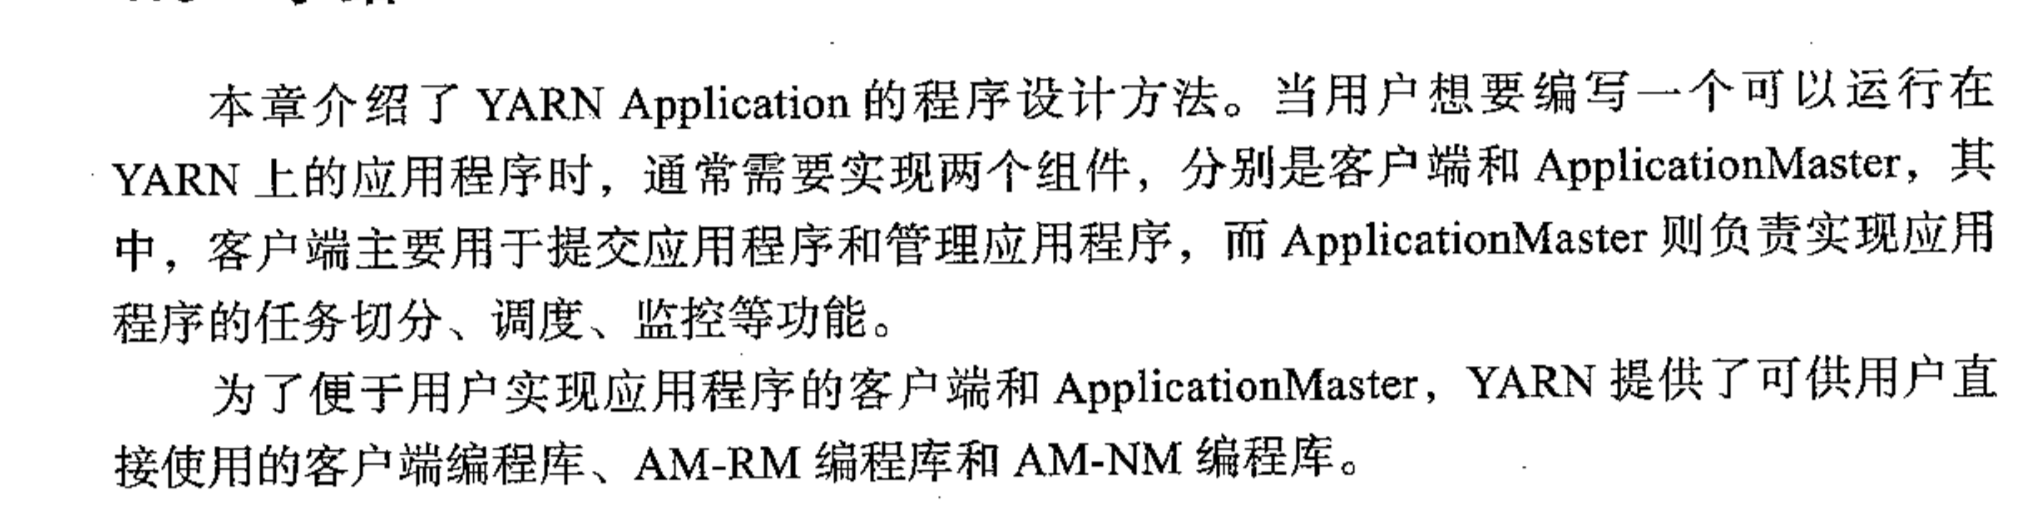 本章介绍了 YARN Application 的程序设计方法。当用户想要编写一个可以运行在
YARN 上的应用程序时，通常需要实现两个组件，分别是客户端和 ApplicationMaster，其
中，客户端主要用于提交应用程序和管理应用程序，而 ApplicationMaster 则负责实现应用
程序的任务切分、调度、监控等功能。
为了便于用户实现应用程序的客户端和 ApplicationMaster，YARN 提供了可供用户直
接使用的客户端编程库、AM-RM 编程库和 AM-NM 编程库。